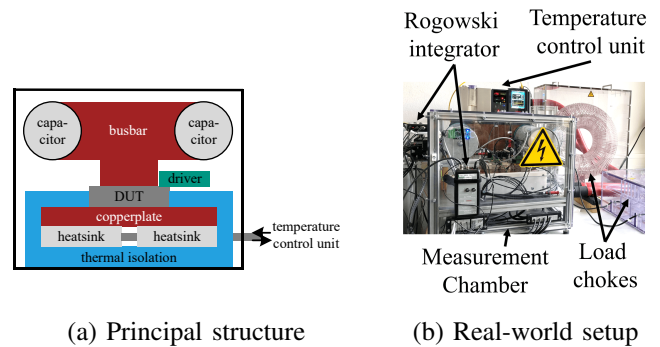 capa-
citor
busbar
capa-
citor
driver
DUT
copperplate
heatsink
heatsink
thermal isolation
temperature
control unit
(a) Principal structure
Rogowski
integrator
Temperature
control unit
Measurement
Chamber
Load
chokes
(b) Real-world setup